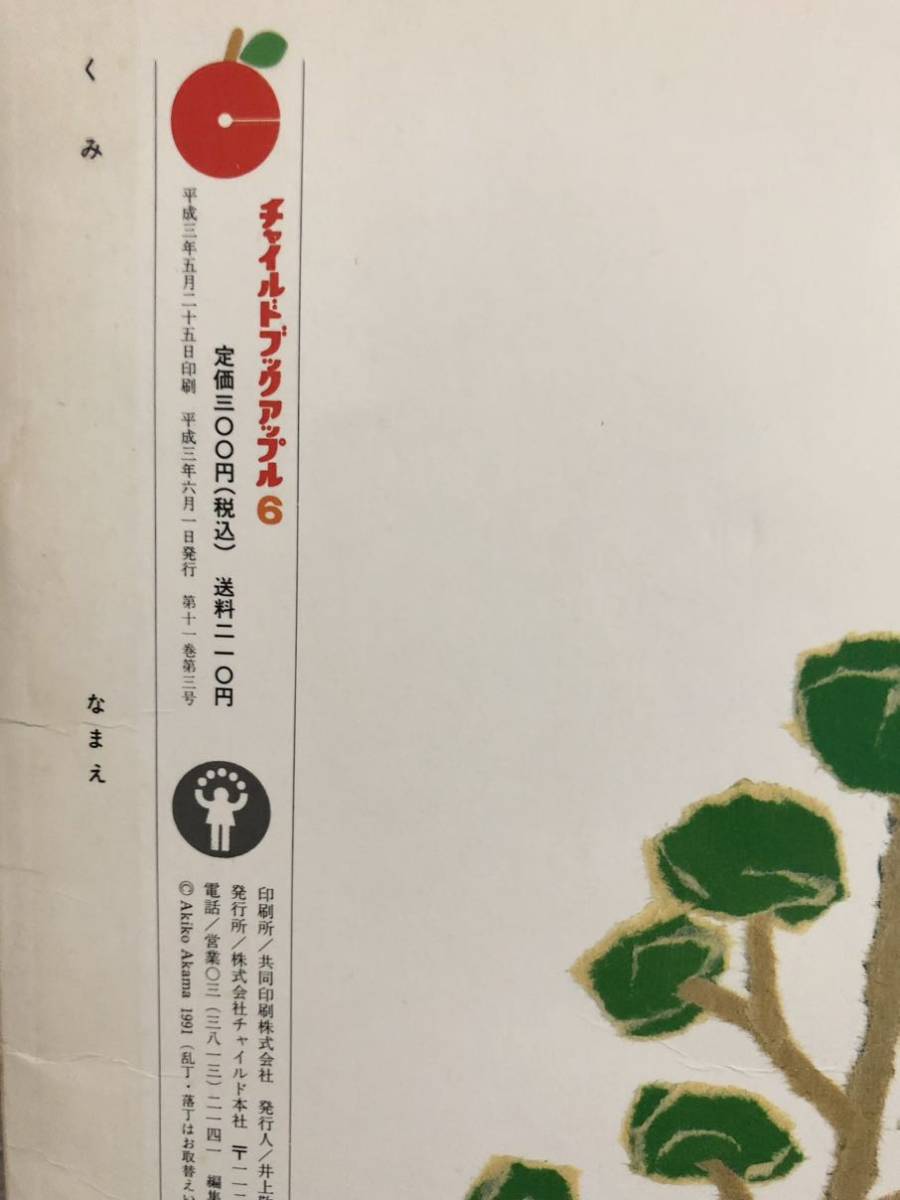 チャイルドブックアップル6
定価三〇〇円(税込) 送料二一〇円
平成三年五月二十五日印刷 平成三年六月一日発行 第十一巻第三号
くみ
なまえ
印刷所/共同印刷株式会社 発行人/井上
発行所/株式会社チャイルド本社 〒一一
電話/営業〇三(三八一三)二一四一 編集
© Akiko Akama 1991 (乱丁・落丁はお取替えい